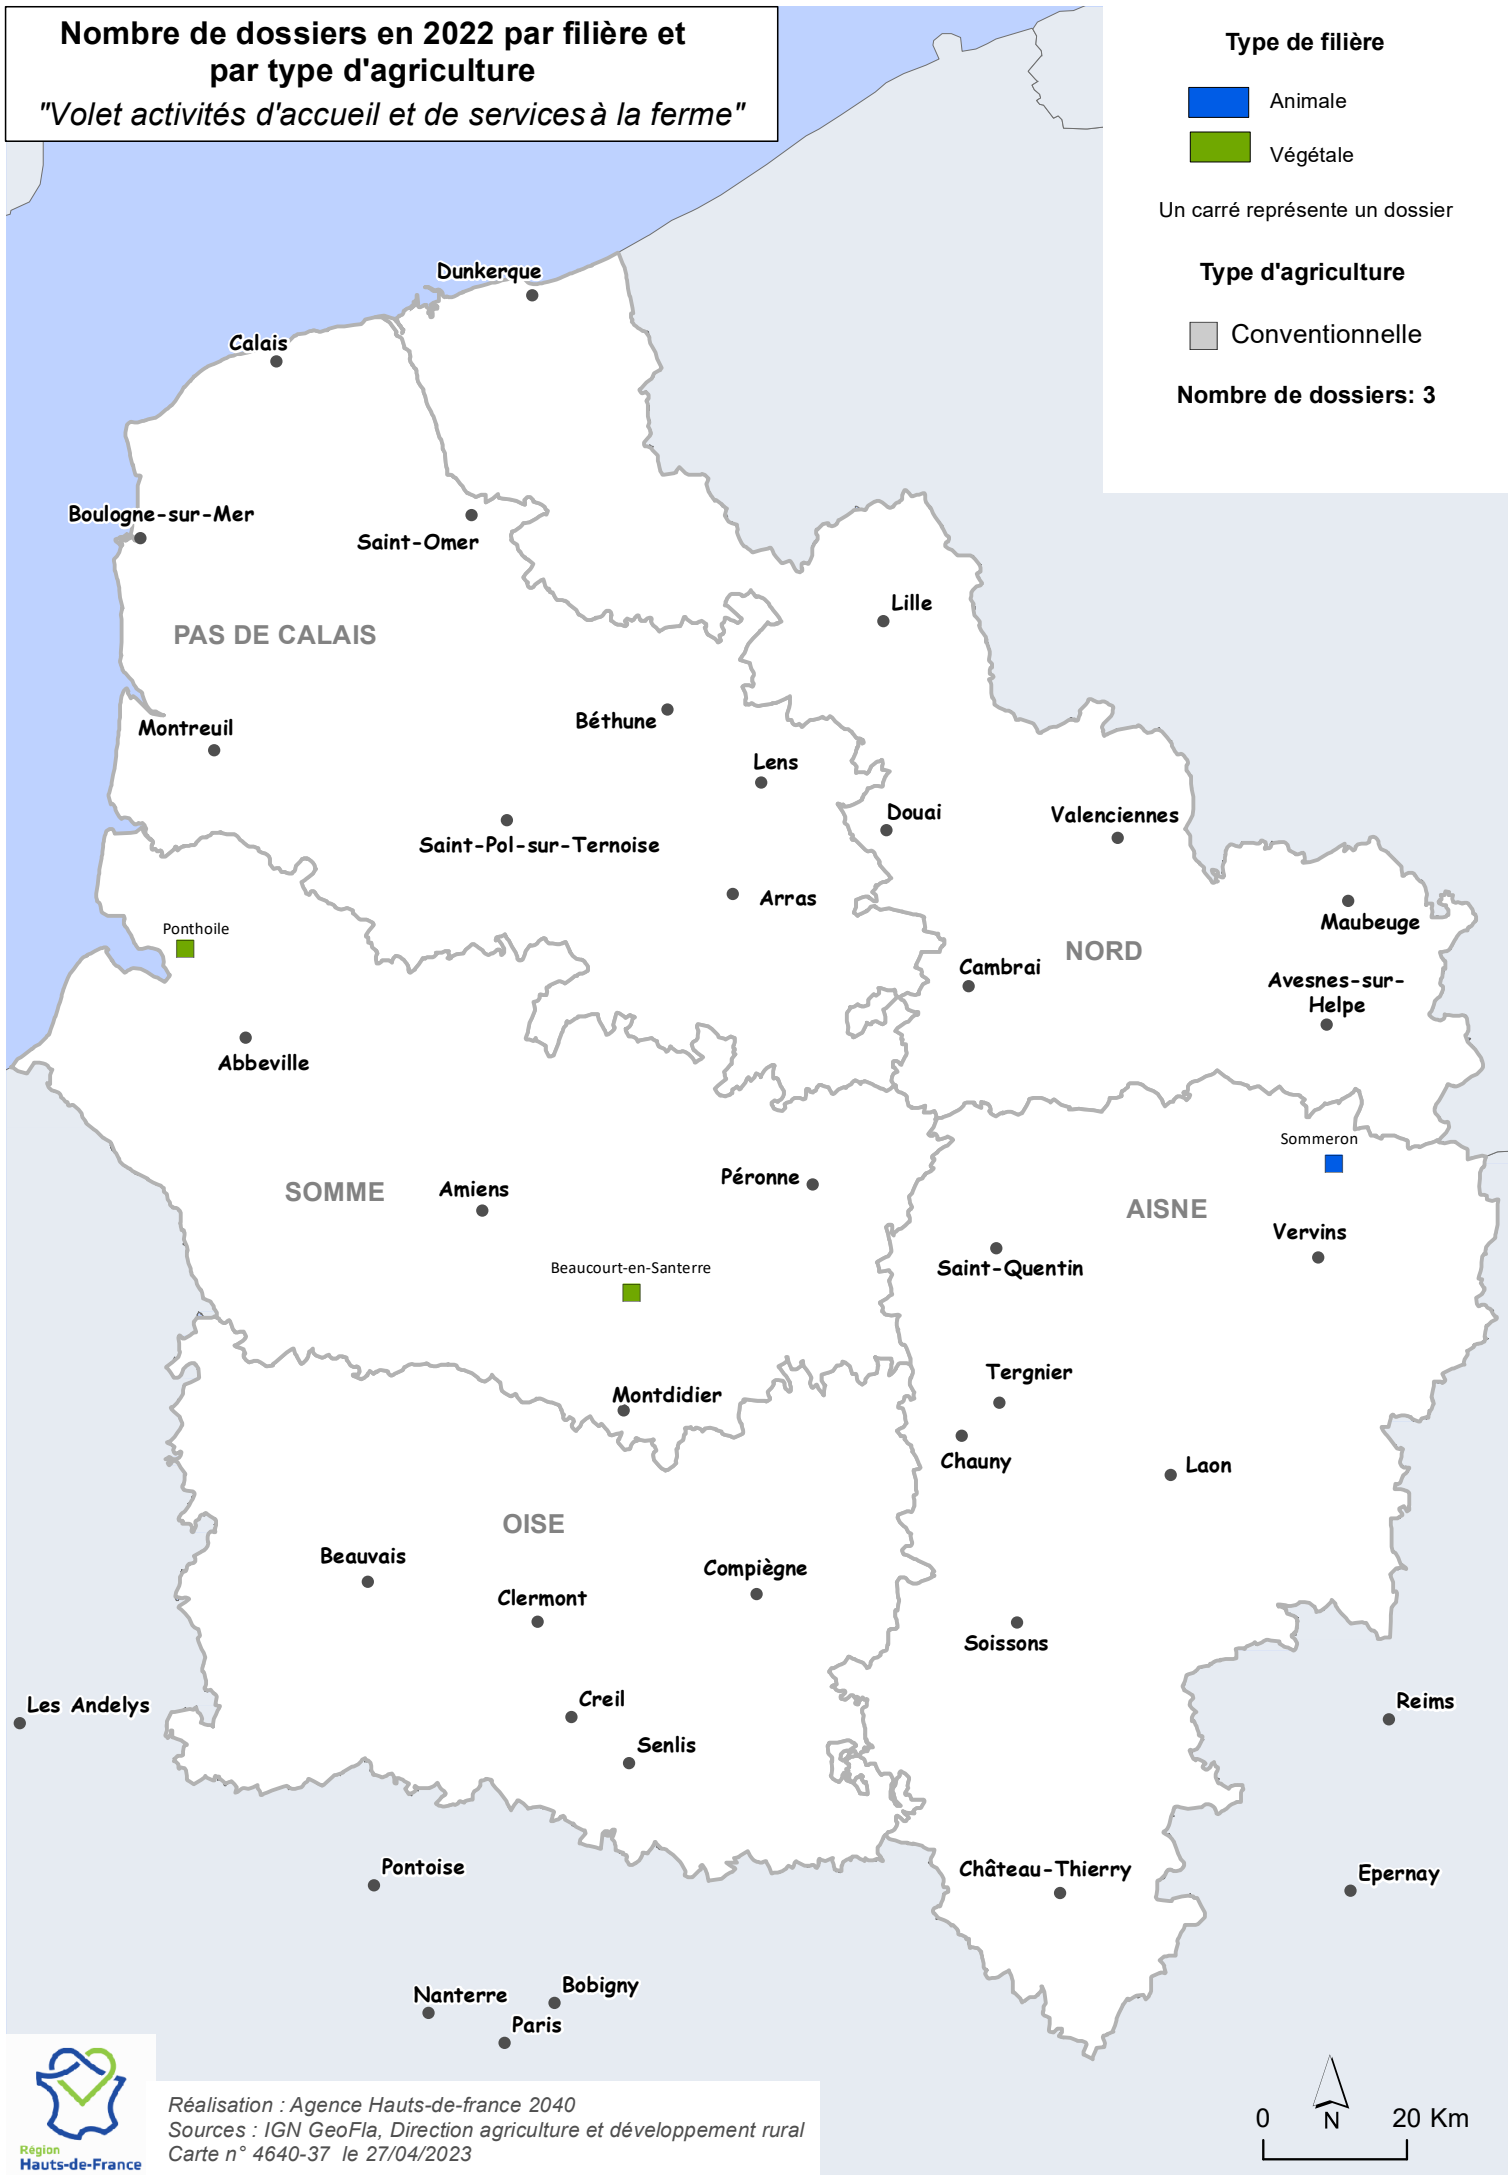 Nombre de dossiers en 2022 par filière et
par type d'agriculture
"Volet activités d'accueil et de services à la ferme"
Type de filière
Animale
Végétale
Un carré représente un dossier
Type d'agriculture
Conventionnelle
Nombre de dossiers: 3
Dunkerque
Calais
Boulogne-sur-Mer
Saint-Omer
Lille
PAS DE CALAIS
Montreuil
Béthune
Lens
Douai
Valenciennes
Saint-Pol-sur-Ternoise
Arras
Maubeuge
Ponthoile
NORD
Cambrai
Avesnes-sur-
Helpe
Abbeville
Sommeron
Péronne
SOMME
Amiens
AISNE
Vervins
Beaucourt-en-Santerre
Saint-Quentin
Tergnier
Montdidier
Chauny
Laon
OISE
Beauvais
Compiègne
Clermont
Soissons
Les Andelys
Creil
Reims
Senlis
Pontoise
Château-Thierry
Epernay
Nanterre
Bobigny
Paris
Région
Hauts-de-France
Réalisation : Agence Hauts-de-france 2040
Sources : IGN GeoFla, Direction agriculture et développement rural
Carte n° 4640-37 le 27/04/2023
0 N 20 Km